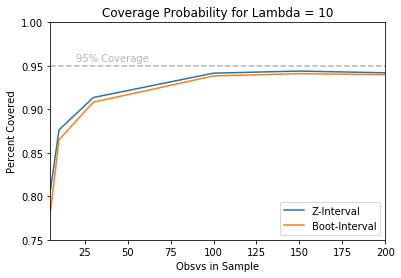 Coverage Probability for Lambda = 10
1.00
95% Coverage
0.95
0.90
0.85
0.80
0.75
Percent Covered
Z-Interval
Boot-Interval
25 50 75 100 125 150 175 200
Obsvs in Sample